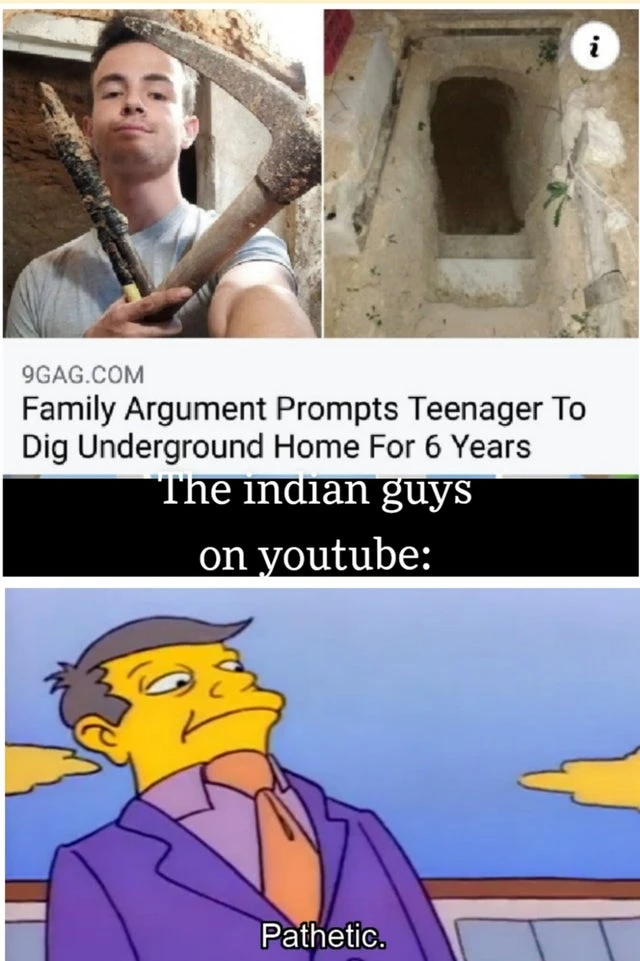 i
9GAG.COM
Family Argument Prompts Teenager To
Dig Underground Home For 6 Years
The indian guys
on youtube:
Pathetic.